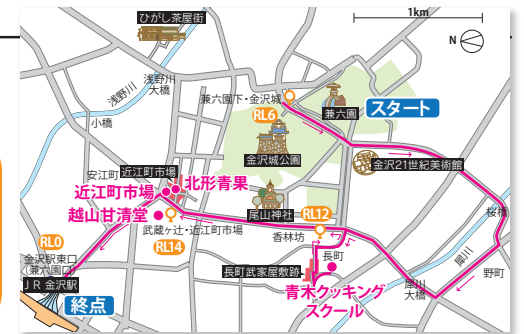 ひがし茶屋街
1km
N
浅野川
浅野川
大橋
兼六園下・金沢城
RL6
兼六園
スタート
小橋
金沢城公園
金沢21世紀美術館
安江町
近江町市場
北形青果
近江町市場
越山甘清堂
尾山神社
RL12
桜橋
RL0
武蔵ヶ辻・近江町市場
RL14
香林坊
金沢駅東口
(兼六園口)
長町
犀川
野町
JR 金沢駅
長町武家屋敷跡
犀川
大橋
終点
青木クッキング
スクール